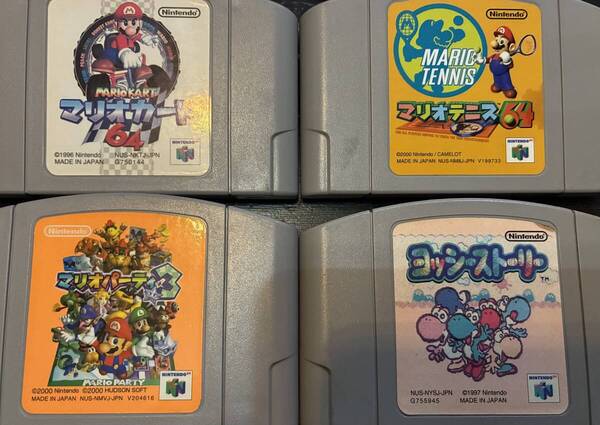 Nintendo
MARIO KART
マリオカート
64
©1996 Nintendo NUS-NKTJ-JPN
MADE IN JAPAN G750144
NINTENDO 64
Nintendo
MARIO
TENNIS
マリオテニス64
©2000 Nintendo / CAMELOT
MADE IN JAPAN NUS-NM8J-JPN V199733
NINTENDO 64
Nintendo
マリオパーティ3
MARIO PARTY
©2000 Nintendo ©2000 HUDSON SOFT
MADE IN JAPAN NUS-NMVJ-JPN V204616
NINTENDO 64
Nintendo
ヨッシーストーリー
TM
NUS-NYSJ-JPN ©1997 Nintendo
G755945 MADE IN JAPAN
NINTENDO 64